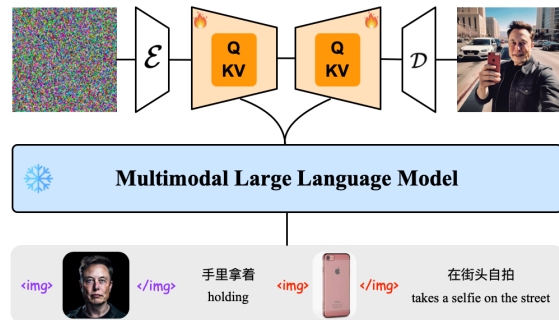 ℰ
Q
KV
Q
KV
𝒟
Multimodal Large Language Model
<img>
</img>
手里拿着
holding
<img>
</img>
在街头自拍
takes a selfie on the street